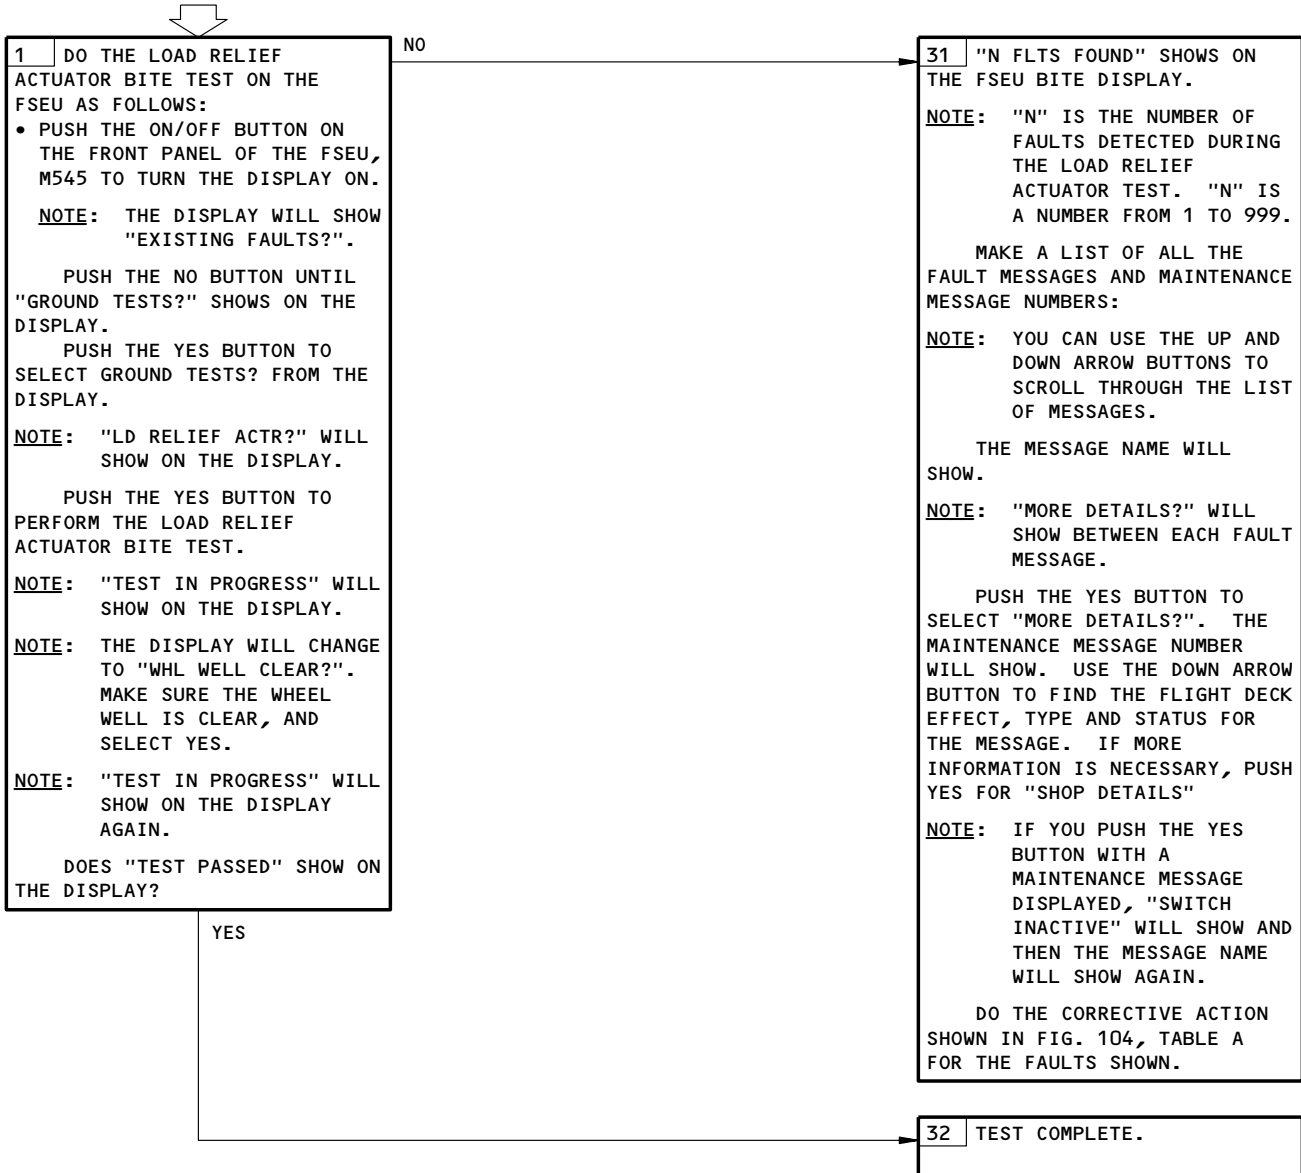 1 DO THE LOAD RELIEF
ACTUATOR BITE TEST ON THE
FSEU AS FOLLOWS:
• PUSH THE ON/OFF BUTTON ON
THE FRONT PANEL OF THE FSEU,
M545 TO TURN THE DISPLAY ON.
NOTE: THE DISPLAY WILL SHOW
"EXISTING FAULTS?".
PUSH THE NO BUTTON UNTIL
"GROUND TESTS?" SHOWS ON THE
DISPLAY.
PUSH THE YES BUTTON TO
SELECT GROUND TESTS? FROM THE
DISPLAY.
NOTE: "LD RELIEF ACTR?" WILL
SHOW ON THE DISPLAY.
PUSH THE YES BUTTON TO
PERFORM THE LOAD RELIEF
ACTUATOR BITE TEST.
NOTE: "TEST IN PROGRESS" WILL
SHOW ON THE DISPLAY.
NOTE: THE DISPLAY WILL CHANGE
TO "WHL WELL CLEAR?".
MAKE SURE THE WHEEL
WELL IS CLEAR, AND
SELECT YES.
NOTE: "TEST IN PROGRESS" WILL
SHOW ON THE DISPLAY
AGAIN.
DOES "TEST PASSED" SHOW ON
THE DISPLAY?
NO
YES
31 "N FLTS FOUND" SHOWS ON
THE FSEU BITE DISPLAY.
NOTE: "N" IS THE NUMBER OF
FAULTS DETECTED DURING
THE LOAD RELIEF
ACTUATOR TEST. "N" IS
A NUMBER FROM 1 TO 999.
MAKE A LIST OF ALL THE
FAULT MESSAGES AND MAINTENANCE
MESSAGE NUMBERS:
NOTE: YOU CAN USE THE UP AND
DOWN ARROW BUTTONS TO
SCROLL THROUGH THE LIST
OF MESSAGES.
THE MESSAGE NAME WILL
SHOW.
NOTE: "MORE DETAILS?" WILL
SHOW BETWEEN EACH FAULT
MESSAGE.
PUSH THE YES BUTTON TO
SELECT "MORE DETAILS?". THE
MAINTENANCE MESSAGE NUMBER
WILL SHOW. USE THE DOWN ARROW
BUTTON TO FIND THE FLIGHT DECK
EFFECT, TYPE AND STATUS FOR
THE MESSAGE. IF MORE
INFORMATION IS NECESSARY, PUSH
YES FOR "SHOP DETAILS"
NOTE: IF YOU PUSH THE YES
BUTTON WITH A
MAINTENANCE MESSAGE
DISPLAYED, "SWITCH
INACTIVE" WILL SHOW AND
THEN THE MESSAGE NAME
WILL SHOW AGAIN.
DO THE CORRECTIVE ACTION
SHOWN IN FIG. 104, TABLE A
FOR THE FAULTS SHOWN.
32 TEST COMPLETE.